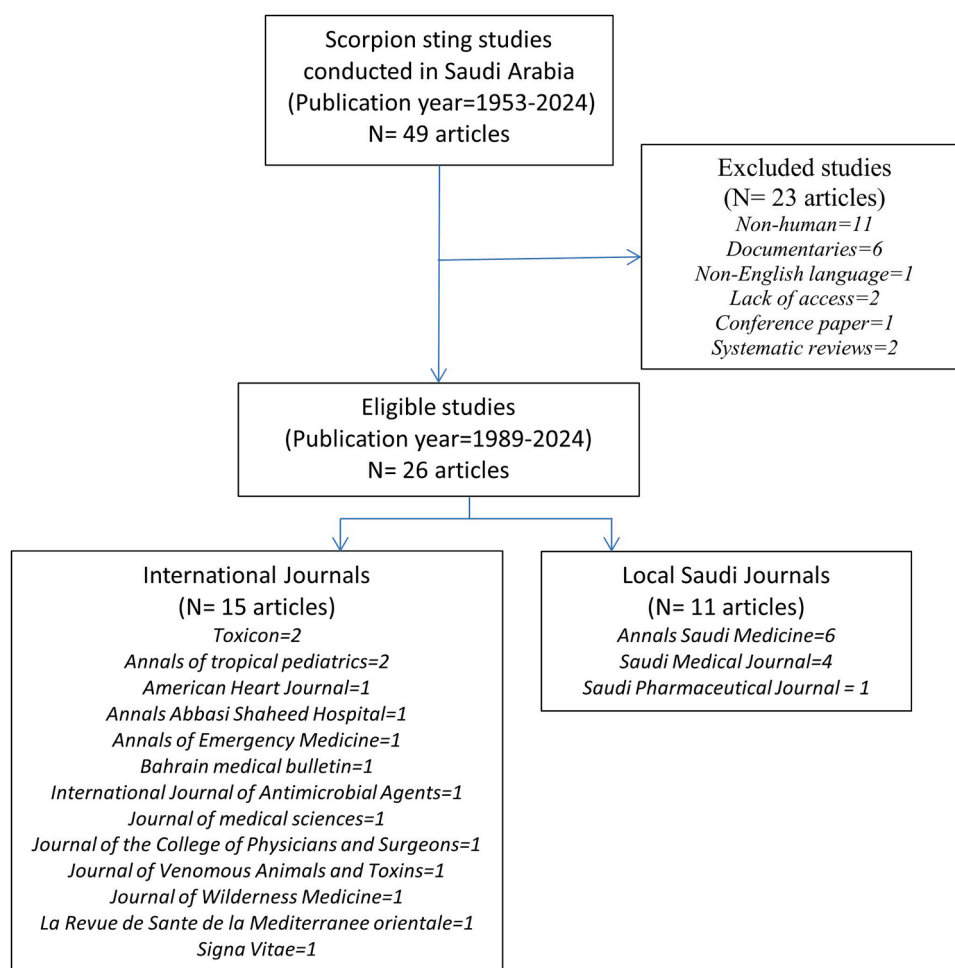 Scorpion sting studies
conducted in Saudi Arabia
(Publication year=1953-2024)
N= 49 articles
Excluded studies
(N= 23 articles)
Non-human=11
Documentaries=6
Non-English language=1
Lack of access=2
Conference paper=1
Systematic reviews=2
Eligible studies
(Publication year=1989-2024)
N= 26 articles
International Journals
(N= 15 articles)
Toxicon=2
Annals of tropical pediatrics=2
American Heart Journal=1
Annals Abbasi Shaheed Hospital=1
Annals of Emergency Medicine=1
Bahrain medical bulletin=1
International Journal of Antimicrobial Agents=1
Journal of medical sciences=1
Journal of the College of Physicians and Surgeons=1
Journal of Venomous Animals and Toxins=1
Journal of Wilderness Medicine=1
La Revue de Sante de la Mediterranee orientale=1
Signa Vitae=1
Local Saudi Journals
(N= 11 articles)
Annals Saudi Medicine=6
Saudi Medical Journal=4
Saudi Pharmaceutical Journal = 1